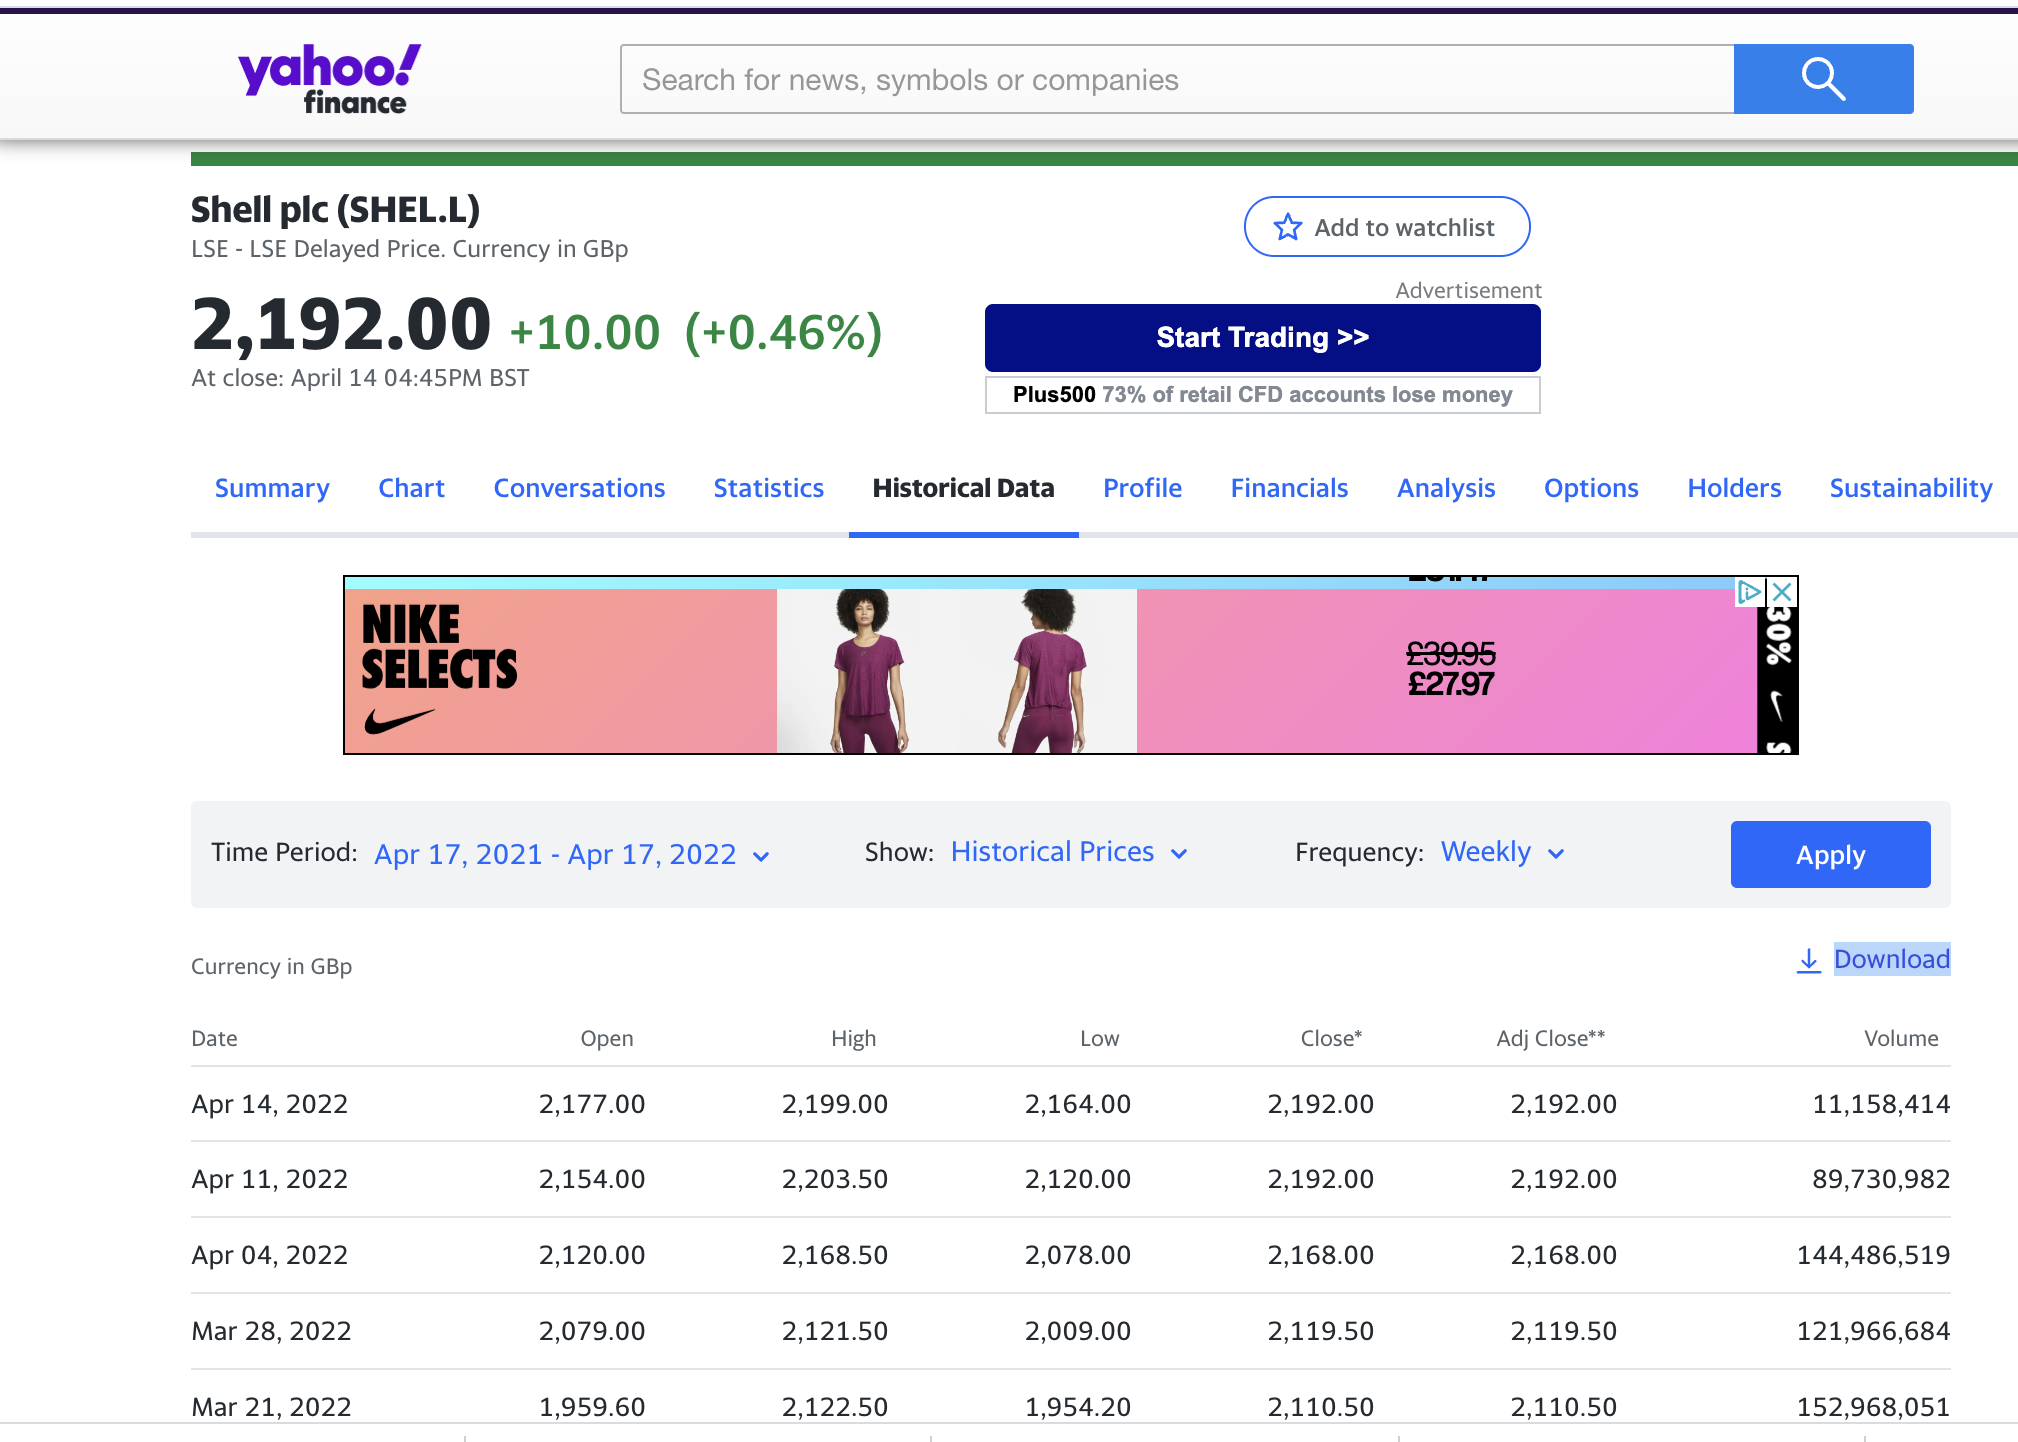 yahoo!
finance
Search for news, symbols or companies
Shell plc (SHEL.L)
LSE - LSE Delayed Price. Currency in GBp
Add to watchlist
2,192.00 +10.00 (+0.46%)
At close: April 14 04:45PM BST
Advertisement
Start Trading >>
Plus500 73% of retail CFD accounts lose money
Summary Chart Conversations Statistics Historical Data Profile Financials Analysis Options Holders Sustainability
NIKE
SELECTS
£39.95
£27.97
30%
Time Period: Apr 17, 2021 - Apr 17, 2022 Show: Historical Prices Frequency: Weekly Apply
Currency in GBp Download
Date Open High Low Close* Adj Close** Volume
Apr 14, 2022 2,177.00 2,199.00 2,164.00 2,192.00 2,192.00 11,158,414
Apr 11, 2022 2,154.00 2,203.50 2,120.00 2,192.00 2,192.00 89,730,982
Apr 04, 2022 2,120.00 2,168.50 2,078.00 2,168.00 2,168.00 144,486,519
Mar 28, 2022 2,079.00 2,121.50 2,009.00 2,119.50 2,119.50 121,966,684
Mar 21, 2022 1,959.60 2,122.50 1,954.20 2,110.50 2,110.50 152,968,051